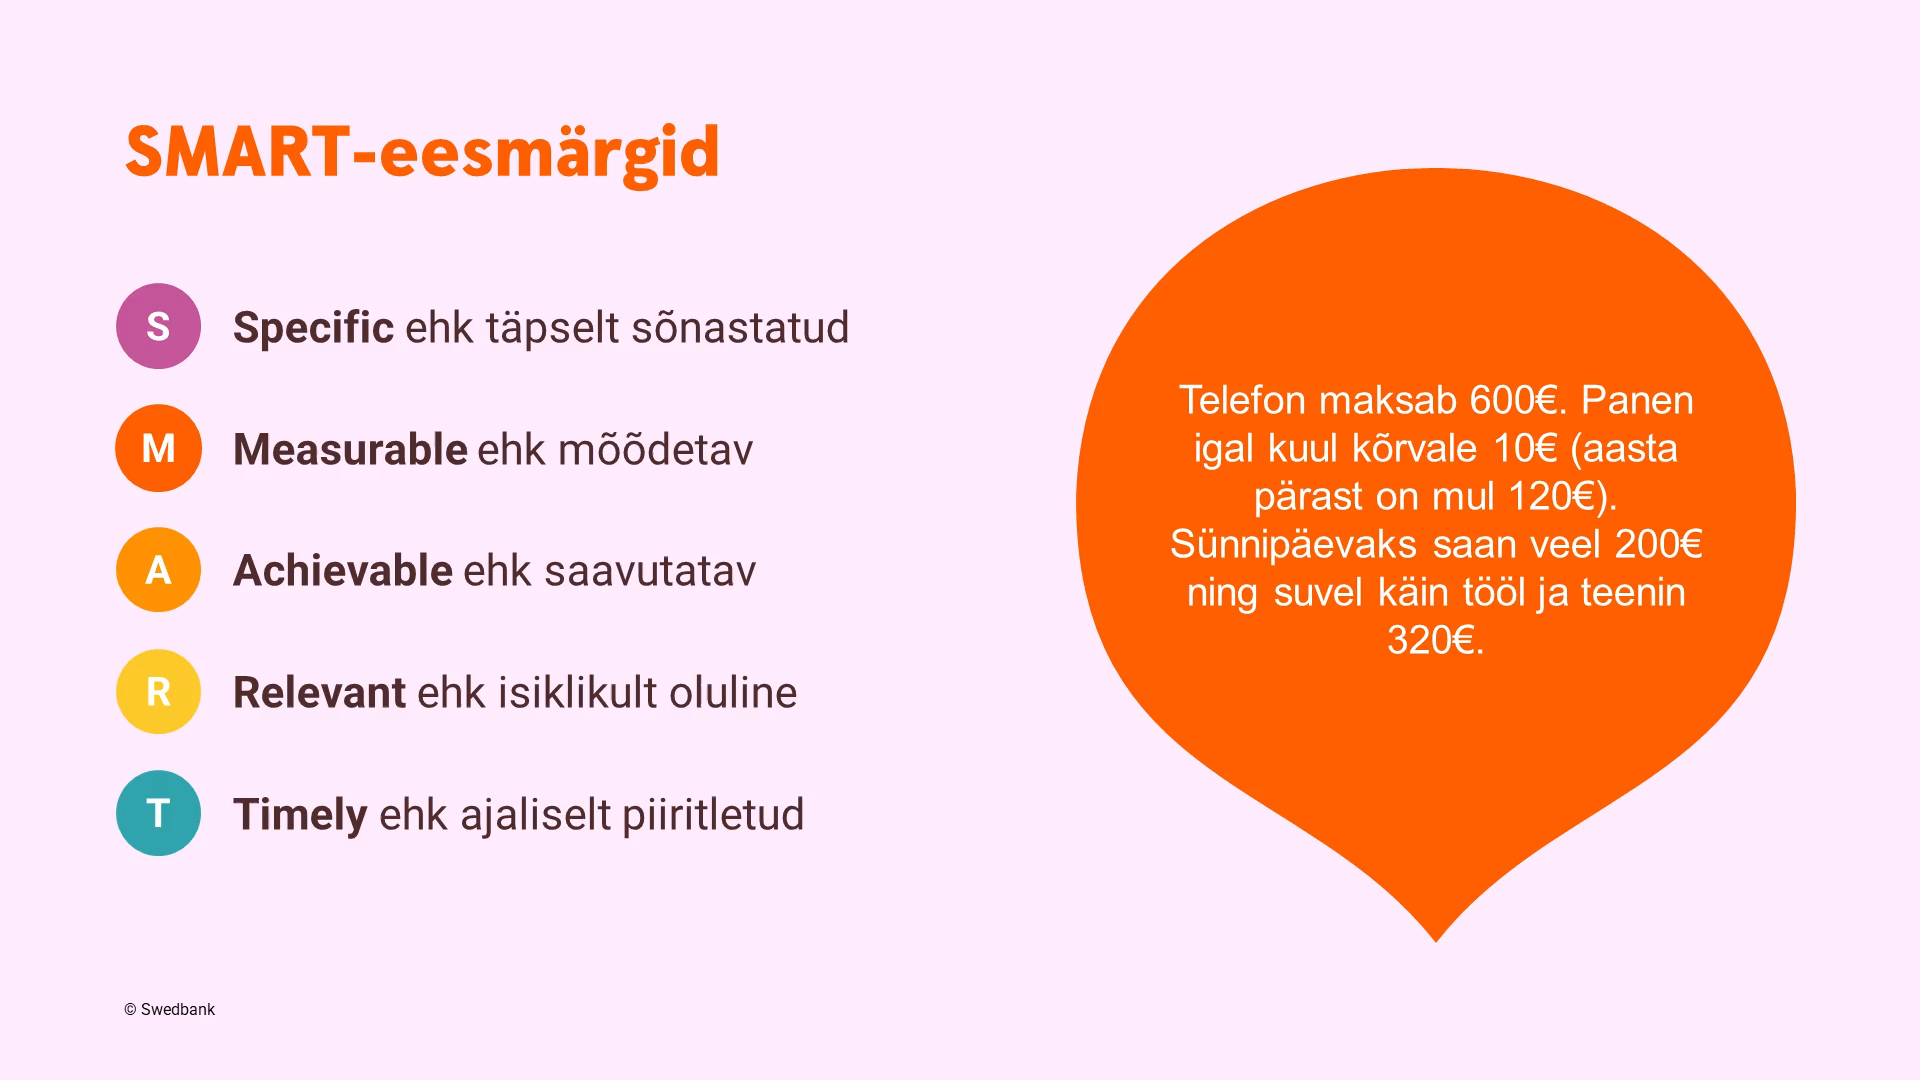 SMART-eesmärgid
S
Specific ehk täpselt sõnastatud
M
Measurable ehk mõõdetav
A
Achievable ehk saavutatav
R
Relevant ehk isiklikult oluline
T
Timely ehk ajaliselt piiritletud
Telefon maksab 600€. Panen
igal kuul kõrvale 10€ (aasta
pärast on mul 120€).
Sünnipäevaks saan veel 200€
ning suvel käin tööl ja teenin
320€.
© Swedbank